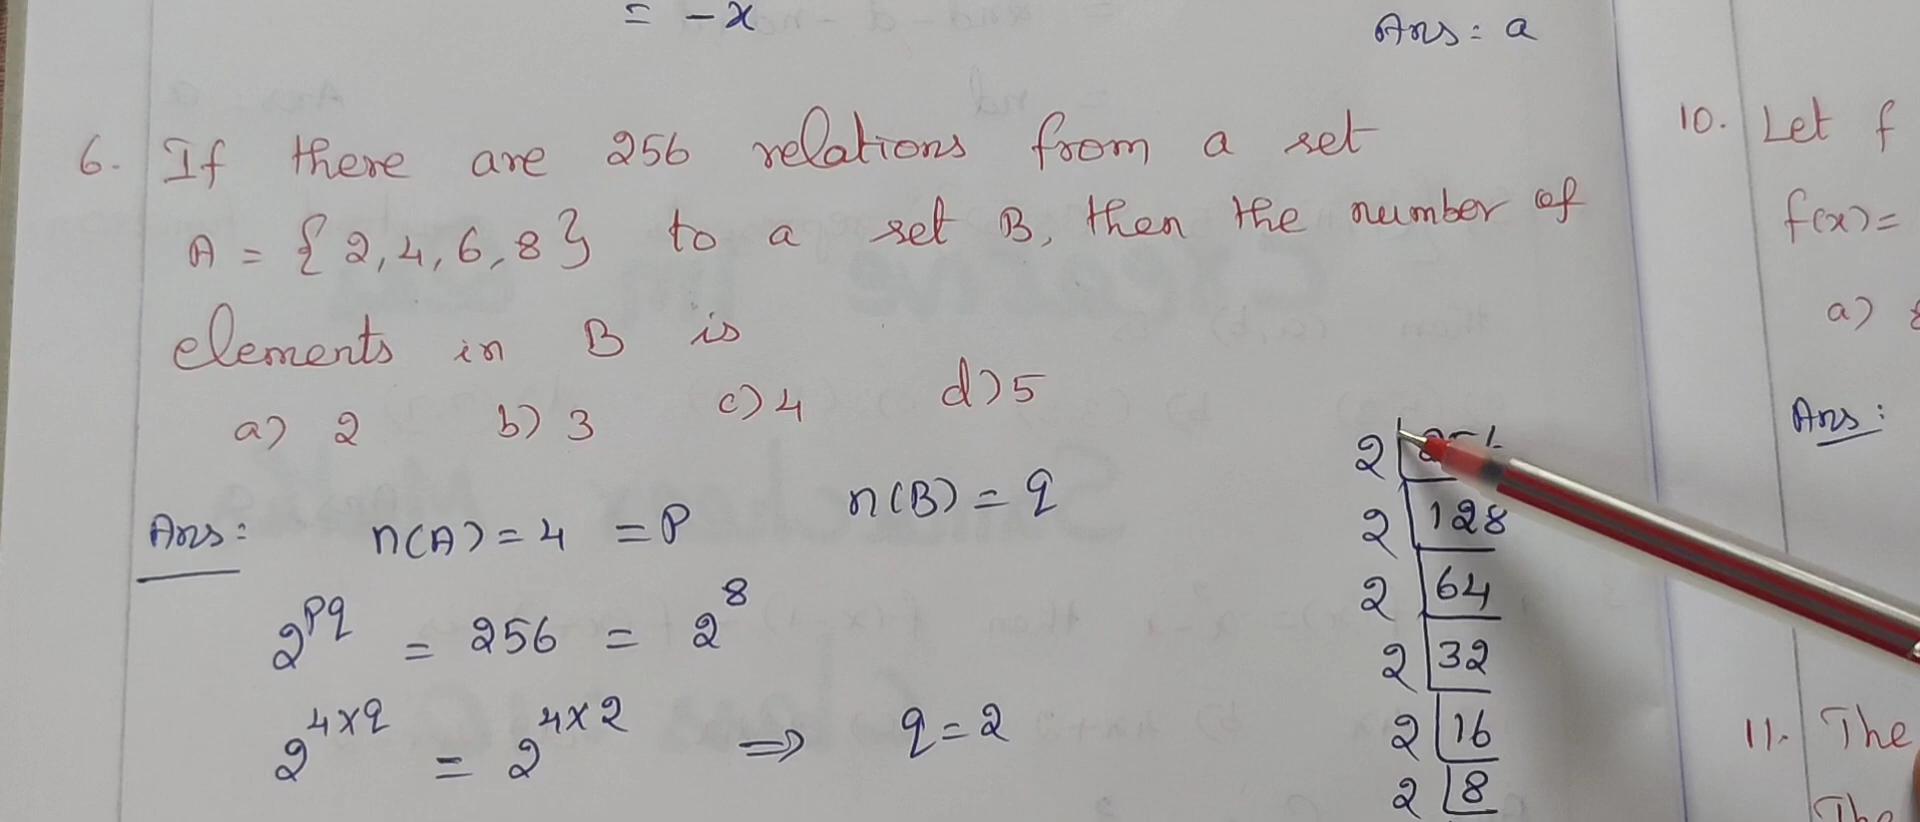 = -x
Ans: a
6. If there are 256 relations from a set
A = {2,4,6,8} to a set B, then the number of
elements in B is
a) 2 b) 3 c) 4 d) 5
Ans: n(A) = 4 = P n(B) = q
2^pq = 256 = 2^8
2^4×q = 2^4×2 ⟹ q = 2
2
2 128
2 64
2 32
2 16
2 8
10. Let f
f(x) =
a)
Ans:
11. The
The